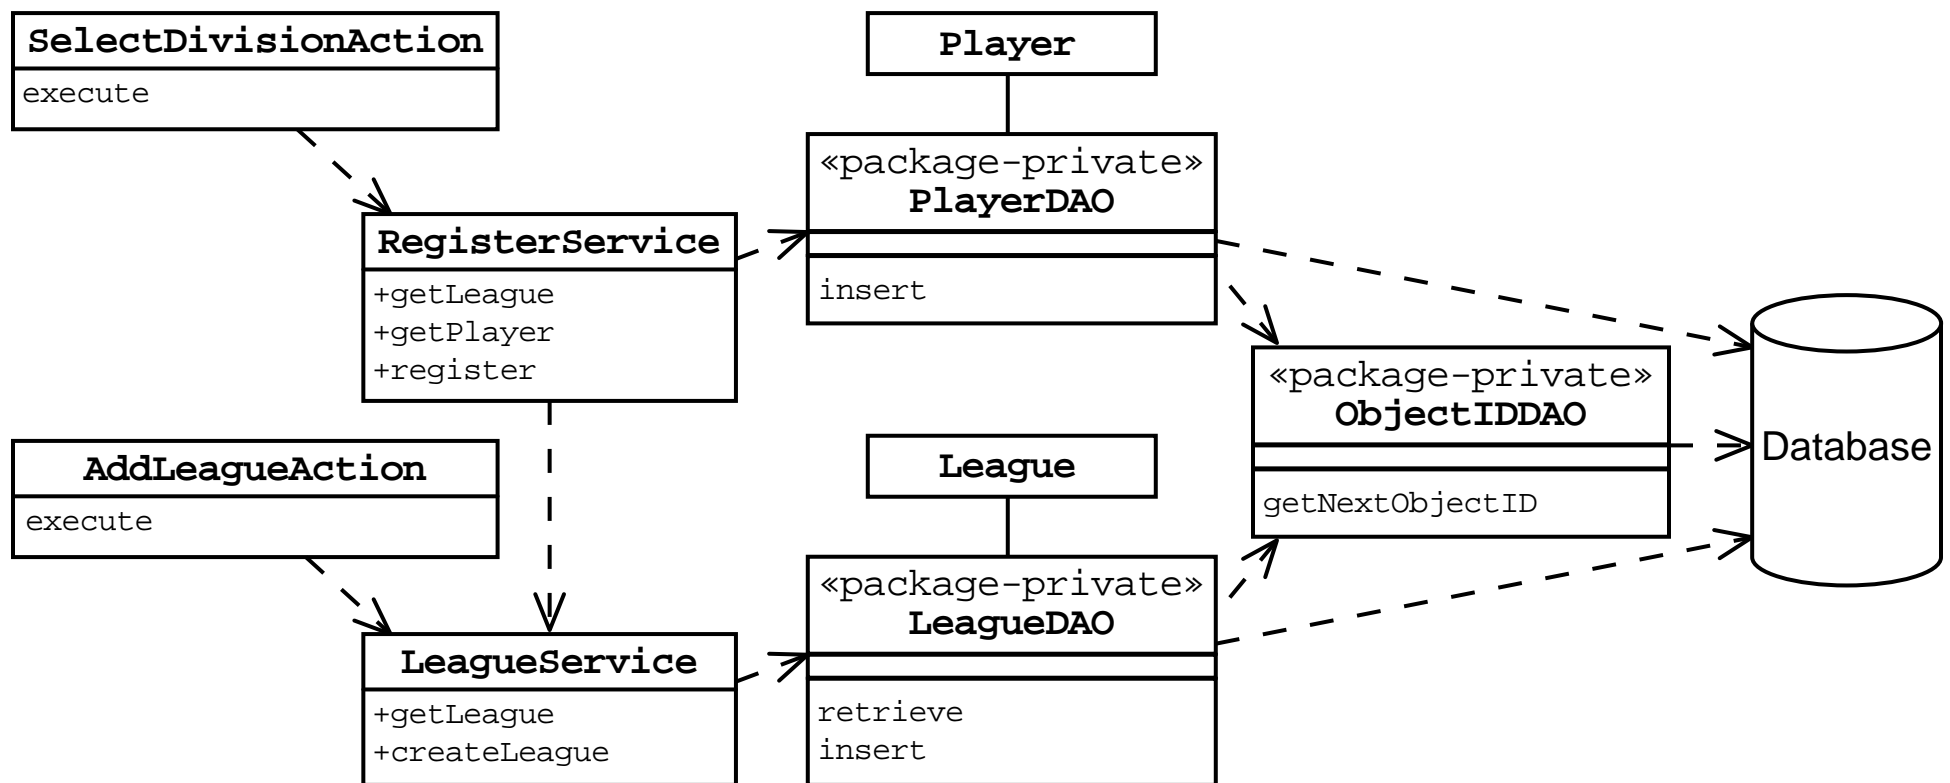 SelectDivisionAction
execute
Player
«package-private»
PlayerDAO
insert
RegisterService
+getLeague
+getPlayer
+register
«package-private»
ObjectIDDAO
getNextObjectID
Database
AddLeagueAction
execute
League
«package-private»
LeagueDAO
retrieve
insert
LeagueService
+getLeague
+createLeague